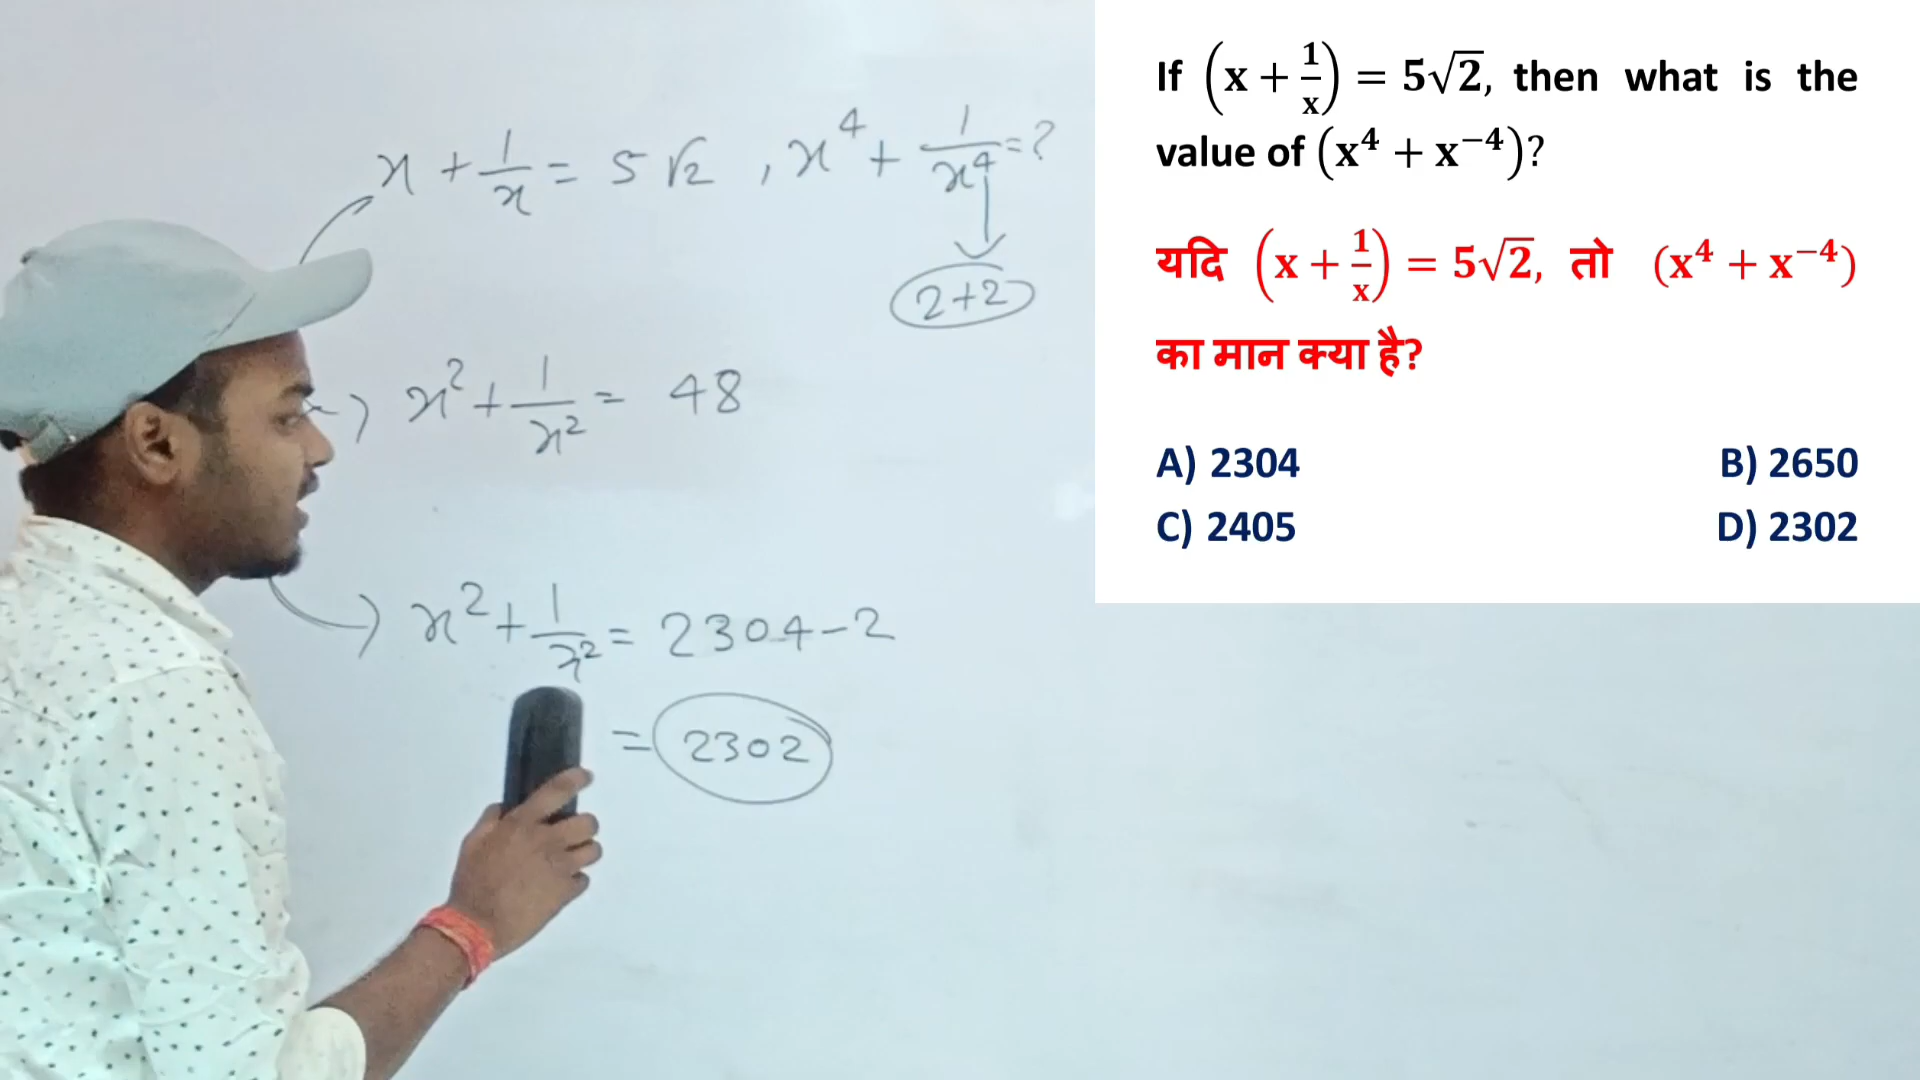 x + 1/x = 5√2, x⁴ + 1/x⁴ = ?
2+2
x² + 1/x² = 48
x² + 1/x² = 2304-2
= 2302
If (x + 1/x) = 5√2, then what is the
value of (x⁴ + x⁻⁴)?
यदि (x + 1/x) = 5√2, तो (x⁴ + x⁻⁴)
का मान क्या है?
A) 2304 B) 2650
C) 2405 D) 2302